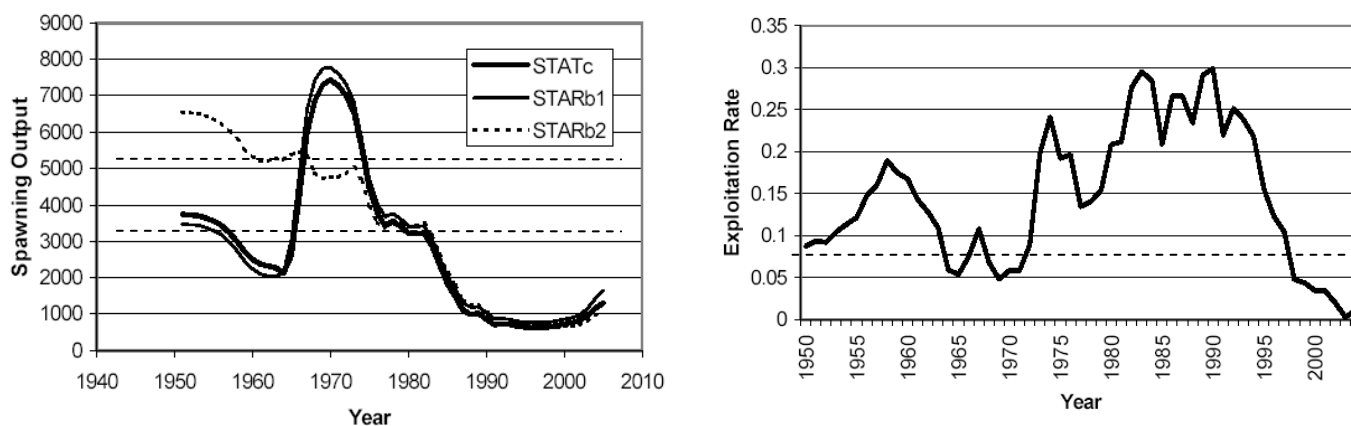 9000
8000
7000
6000
5000
4000
3000
2000
1000
0
Spawning Output
STATc
STARb1
STARb2
1940 1950 1960 1970 1980 1990 2000 2010
Year
0.35
0.3
0.25
0.2
0.15
0.1
0.05
0
Exploitation Rate
1950 1955 1960 1965 1970 1975 1980 1985 1990 1995 2000
Year